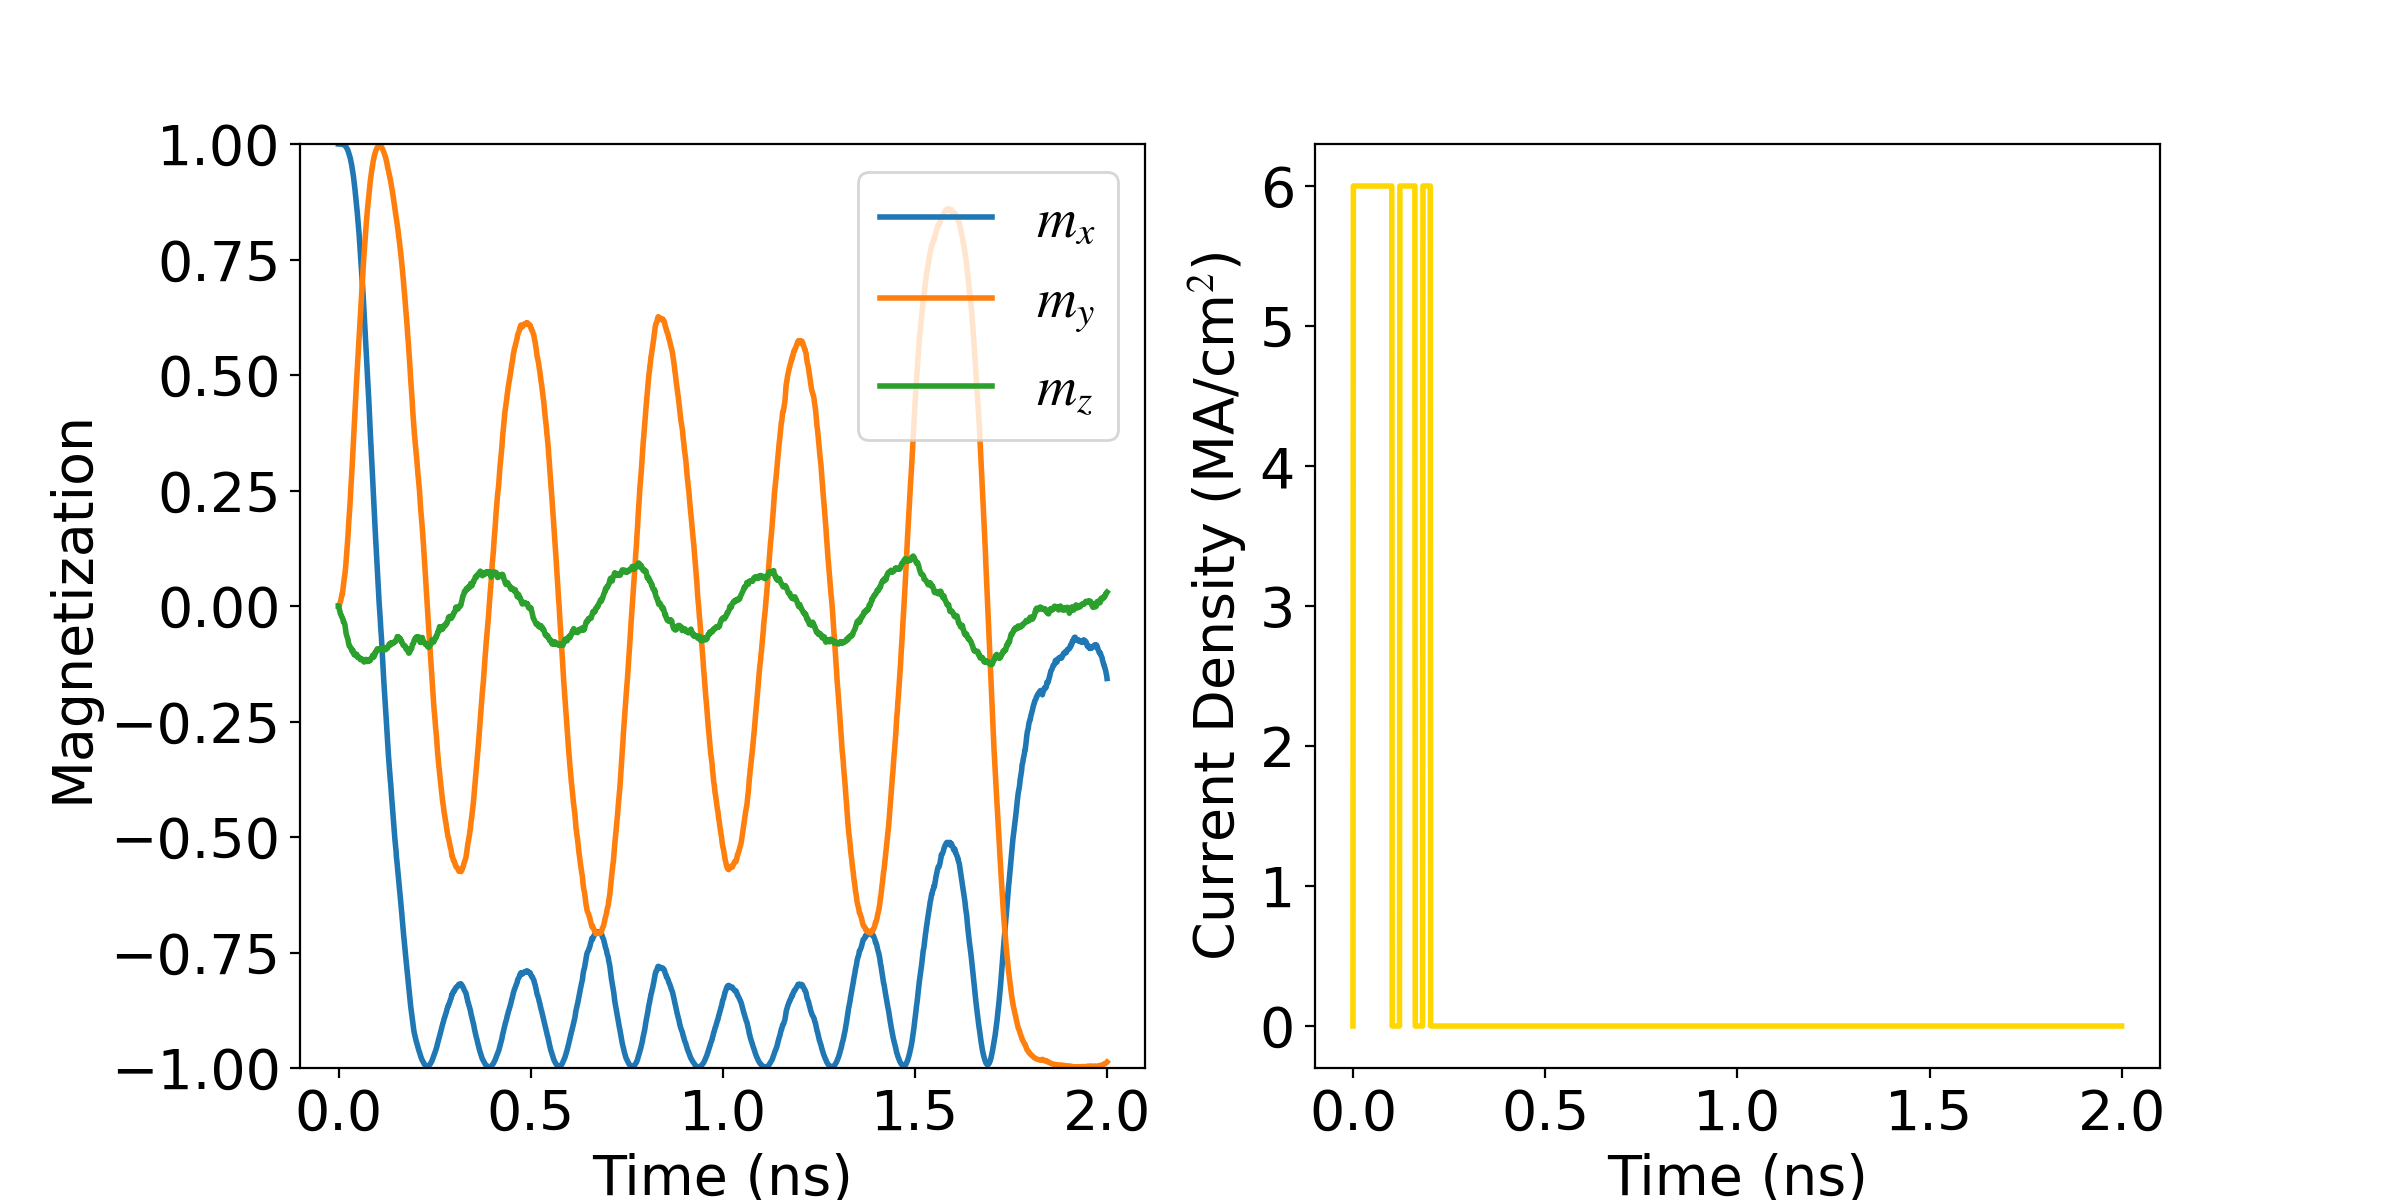 Magnetization
1.00
0.75
0.50
0.25
0.00
−0.25
−0.50
−0.75
−1.00
0.0 0.5 1.0 1.5 2.0
Time (ns)
m_x
m_y
m_z
Current Density (MA/cm²)
6
5
4
3
2
1
0
0.0 0.5 1.0 1.5 2.0
Time (ns)